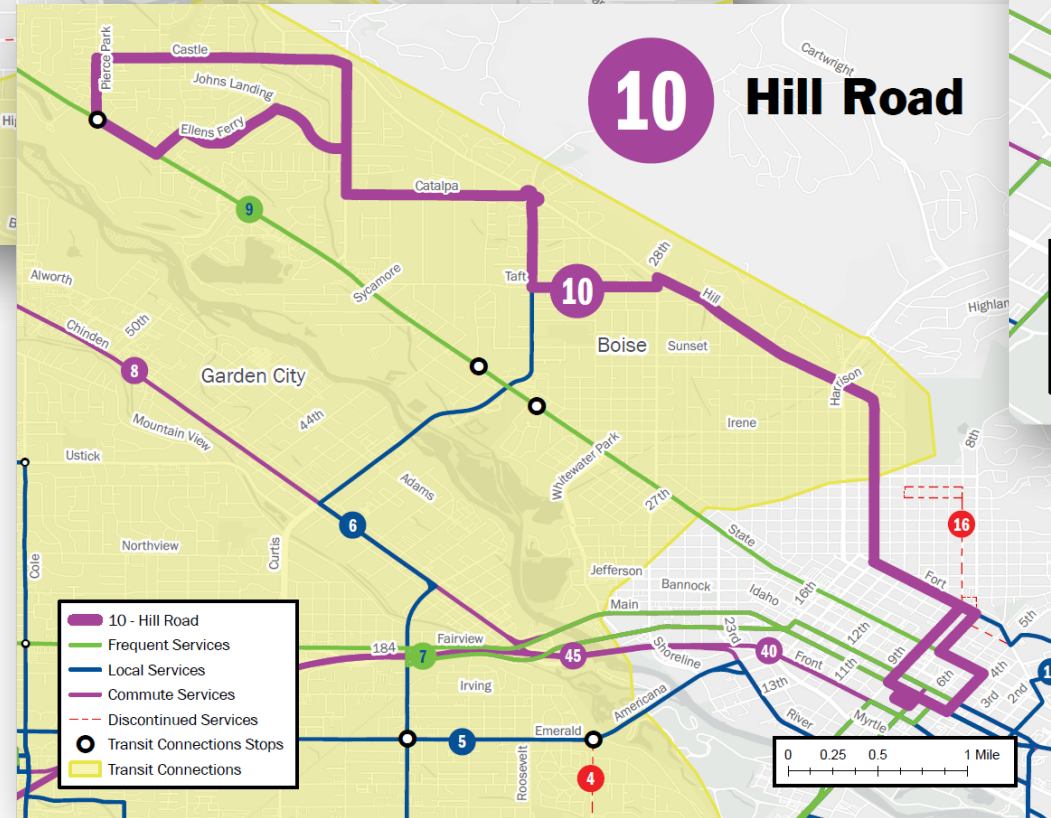 10 Hill Road
Cartwright
Pierce Park
Castle
Johns Landing
Ellens Ferry
9
Catalpa
Alworth
Sycamore
Taft
10
28th
Hill
Highlan
Chinden
50th
8
Garden City
Boise
Sunset
Harrison
Mountain View
44th
Irene
8th
Ustick
Adams
Whitewater Park
27th
16
6
State
Northview
Curtis
Cole
Jefferson
Bannock
Idaho
16th
Fort
5th
Main
12th
23rd
9th
184
Fairview
7
45
Shoreline
40
Front
11th
6th
4th
3rd
2nd
Irving
13th
Americana
River
Myrtle
Emerald
5
Roosevelt
4
10 - Hill Road
Frequent Services
Local Services
Commute Services
Discontinued Services
Transit Connections Stops
Transit Connections
0 0.25 0.5 1 Mile